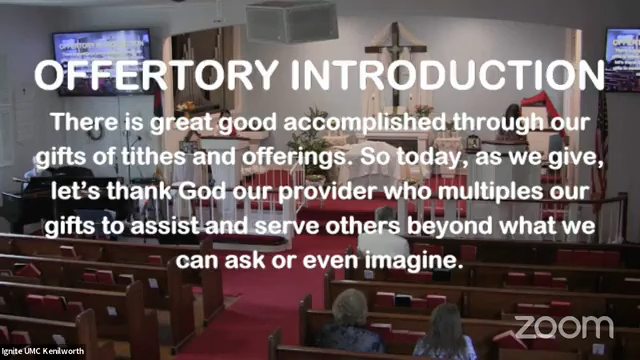 OFFERTORY INTRODUCTION
OFFERTORY INTRODUCTION
There is great good accomplished through our
gifts of tithes and offerings. So today, as we give,
let's thank God our provider who multiples our
gifts to assist and serve others beyond what we
can ask or even imagine.
zoom
Ignite UMC Kenilworth